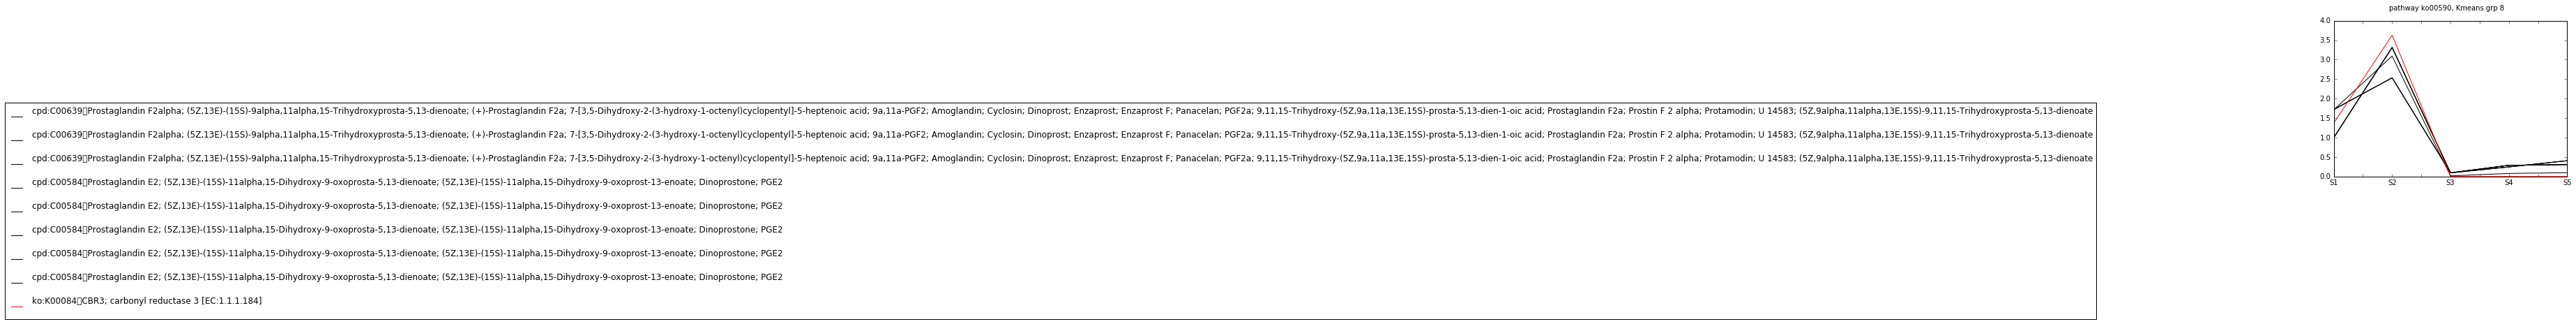 pathway ko00590, Kmeans grp 8
4.0
3.5
3.0
2.5
2.0
1.5
1.0
0.5
0.0
S1 S2 S3 S4 S5
cpd:C00639▯Prostaglandin F2alpha; (5Z,13E)-(15S)-9alpha,11alpha,15-Trihydroxyprosta-5,13-dienoate; (+)-Prostaglandin F2a; 7-[3,5-Dihydroxy-2-(3-hydroxy-1-octenyl)cyclopentyl]-5-heptenoic acid; 9a,11a-PGF2; Amoglandin; Cyclosin; Dinoprost; Enzaprost; Enzaprost F; Panacelan; PGF2a; 9,11,15-Trihydroxy-(5Z,9a,11a,13E,15S)-prosta-5,13-dien-1-oic acid; Prostaglandin F2a; Prostin F 2 alpha; Protamodin; U 14583; (5Z,9alpha,11alpha,13E,15S)-9,11,15-Trihydroxyprosta-5,13-dienoate
cpd:C00639▯Prostaglandin F2alpha; (5Z,13E)-(15S)-9alpha,11alpha,15-Trihydroxyprosta-5,13-dienoate; (+)-Prostaglandin F2a; 7-[3,5-Dihydroxy-2-(3-hydroxy-1-octenyl)cyclopentyl]-5-heptenoic acid; 9a,11a-PGF2; Amoglandin; Cyclosin; Dinoprost; Enzaprost; Enzaprost F; Panacelan; PGF2a; 9,11,15-Trihydroxy-(5Z,9a,11a,13E,15S)-prosta-5,13-dien-1-oic acid; Prostaglandin F2a; Prostin F 2 alpha; Protamodin; U 14583; (5Z,9alpha,11alpha,13E,15S)-9,11,15-Trihydroxyprosta-5,13-dienoate
cpd:C00639▯Prostaglandin F2alpha; (5Z,13E)-(15S)-9alpha,11alpha,15-Trihydroxyprosta-5,13-dienoate; (+)-Prostaglandin F2a; 7-[3,5-Dihydroxy-2-(3-hydroxy-1-octenyl)cyclopentyl]-5-heptenoic acid; 9a,11a-PGF2; Amoglandin; Cyclosin; Dinoprost; Enzaprost; Enzaprost F; Panacelan; PGF2a; 9,11,15-Trihydroxy-(5Z,9a,11a,13E,15S)-prosta-5,13-dien-1-oic acid; Prostaglandin F2a; Prostin F 2 alpha; Protamodin; U 14583; (5Z,9alpha,11alpha,13E,15S)-9,11,15-Trihydroxyprosta-5,13-dienoate
cpd:C00584▯Prostaglandin E2; (5Z,13E)-(15S)-11alpha,15-Dihydroxy-9-oxoprosta-5,13-dienoate; (5Z,13E)-(15S)-11alpha,15-Dihydroxy-9-oxoprost-13-enoate; Dinoprostone; PGE2
cpd:C00584▯Prostaglandin E2; (5Z,13E)-(15S)-11alpha,15-Dihydroxy-9-oxoprosta-5,13-dienoate; (5Z,13E)-(15S)-11alpha,15-Dihydroxy-9-oxoprost-13-enoate; Dinoprostone; PGE2
cpd:C00584▯Prostaglandin E2; (5Z,13E)-(15S)-11alpha,15-Dihydroxy-9-oxoprosta-5,13-dienoate; (5Z,13E)-(15S)-11alpha,15-Dihydroxy-9-oxoprost-13-enoate; Dinoprostone; PGE2
cpd:C00584▯Prostaglandin E2; (5Z,13E)-(15S)-11alpha,15-Dihydroxy-9-oxoprosta-5,13-dienoate; (5Z,13E)-(15S)-11alpha,15-Dihydroxy-9-oxoprost-13-enoate; Dinoprostone; PGE2
cpd:C00584▯Prostaglandin E2; (5Z,13E)-(15S)-11alpha,15-Dihydroxy-9-oxoprosta-5,13-dienoate; (5Z,13E)-(15S)-11alpha,15-Dihydroxy-9-oxoprost-13-enoate; Dinoprostone; PGE2
ko:K00084▯CBR3; carbonyl reductase 3 [EC:1.1.1.184]